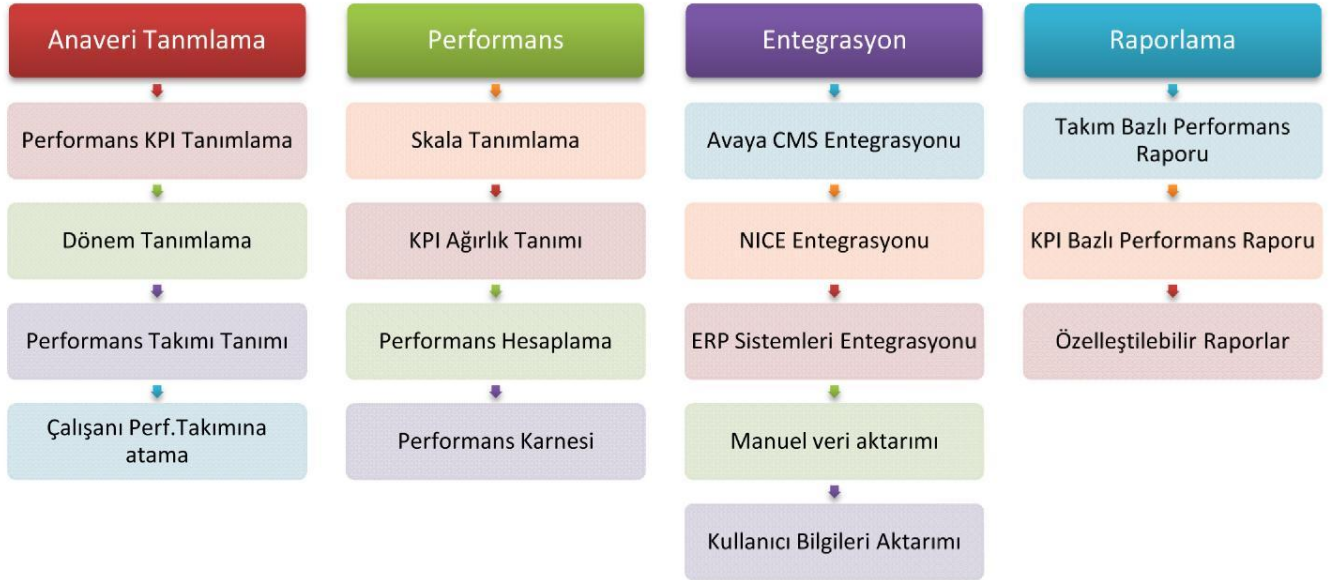 Anaveri Tanmlama
Performans KPI Tanımlama
Dönem Tanımlama
Performans Takımı Tanımı
Çalışanı Perf.Takımına
atama
Performans
Skala Tanımlama
KPI Ağırlık Tanımı
Performans Hesaplama
Performans Karnesi
Entegrasyon
Avaya CMS Entegrasyonu
NICE Entegrasyonu
ERP Sistemleri Entegrasyonu
Manuel veri aktarımı
Kullanıcı Bilgileri Aktarımı
Raporlama
Takım Bazlı Performans
Raporu
KPI Bazlı Performans Raporu
Özelleştilebilir Raporlar